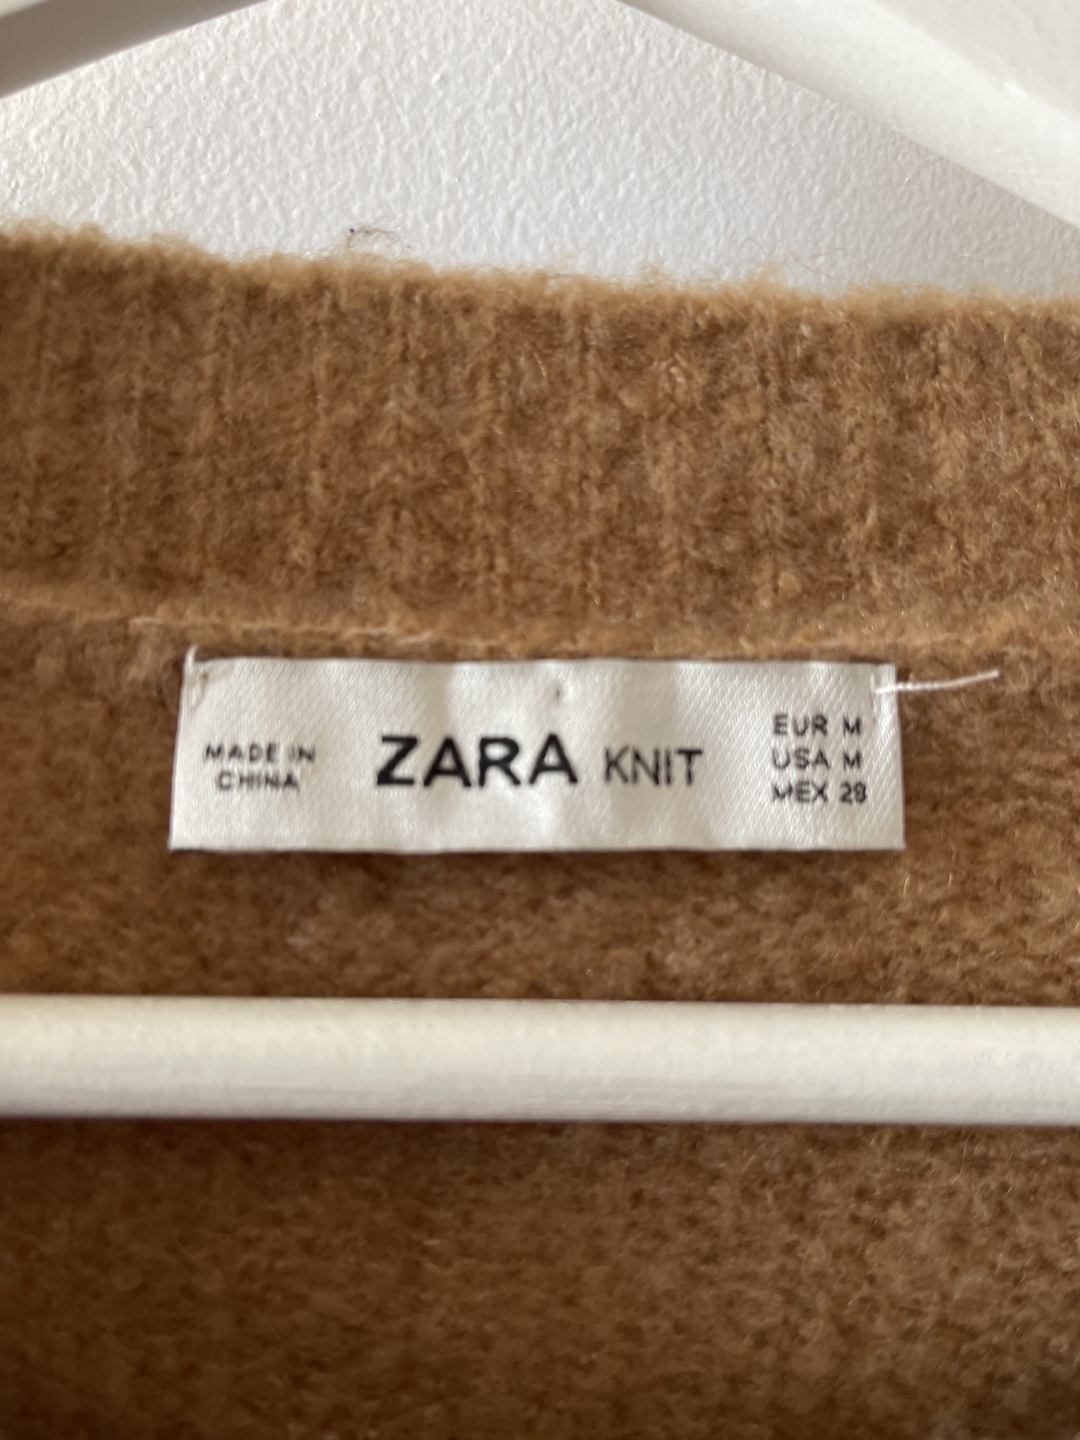 MADE IN
CHINA
ZARA KNIT
EUR M
USA M
MEX 28